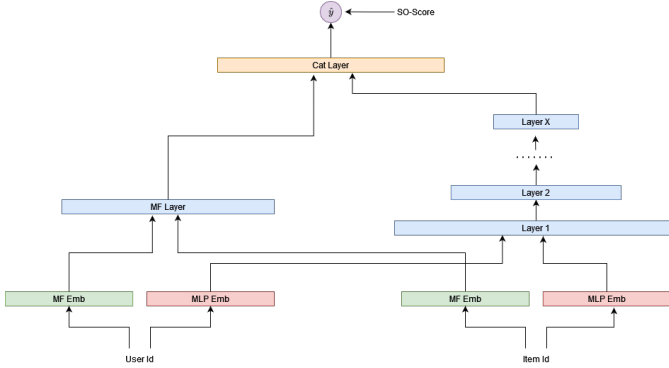 ŷ
SO-Score
Cat Layer
Layer X
.......
Layer 2
MF Layer
Layer 1
MF Emb
MLP Emb
MF Emb
MLP Emb
User Id
Item Id